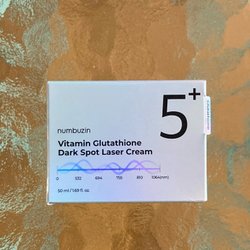 5+
numbuzin
Vitamin Glutathione
Dark Spot Laser Cream
0 532 694 755 810 1064(nm)
50 ml / 1.69 fl. oz.